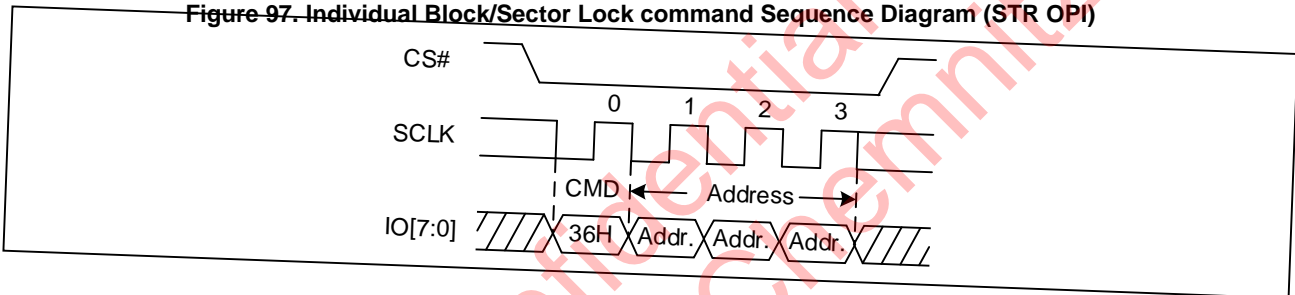 Figure 97. Individual Block/Sector Lock command Sequence Diagram (STR OPI)
CS#
0 1 2 3
SCLK
CMD Address
IO[7:0] 36H Addr. Addr. Addr.